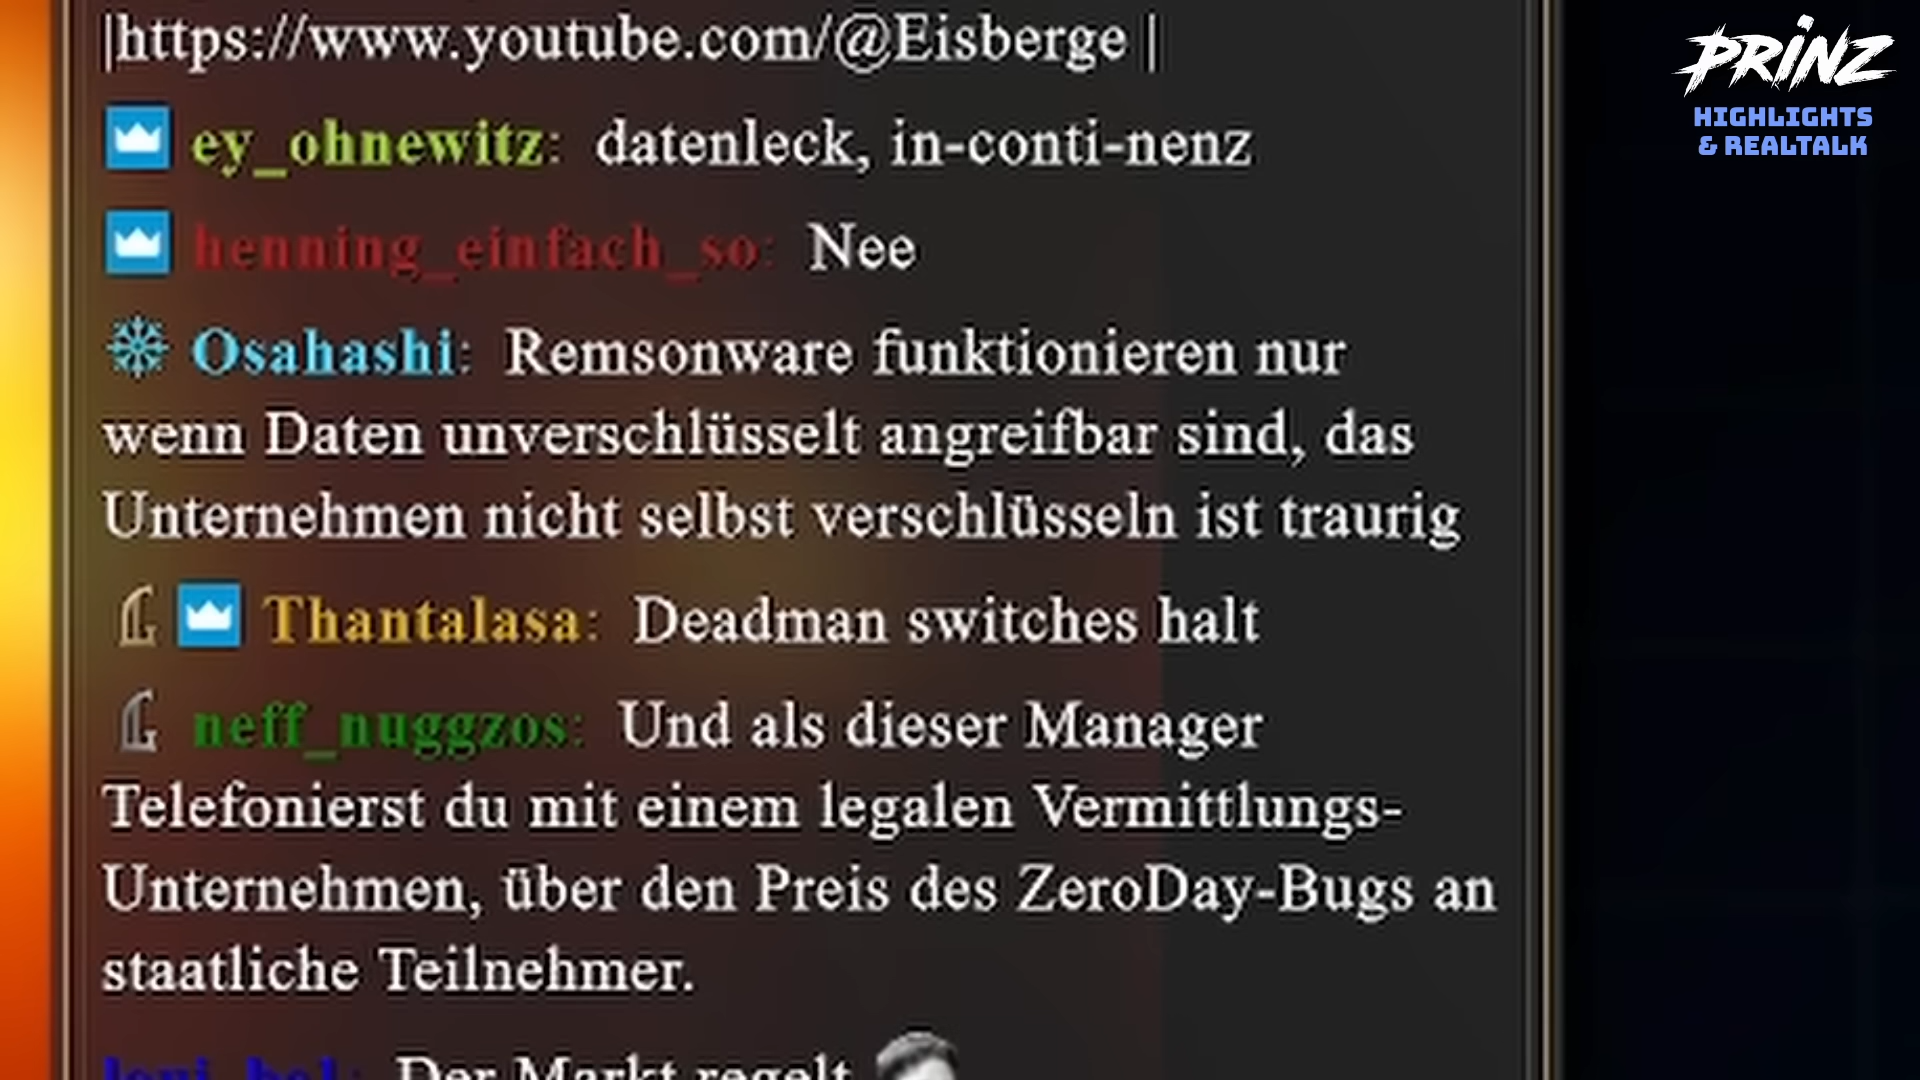 |https://www.youtube.com/@Eisberge |
PRINZ
HIGHLIGHTS
& REALTALK
ey_ohnewitz: datenleck, in-conti-nenz
henning_einfach_so: Nee
Osahashi: Remsonware funktionieren nur
wenn Daten unverschlüsselt angreifbar sind, das
Unternehmen nicht selbst verschlüsseln ist traurig
Thantalasa: Deadman switches halt
neff_nuggzos: Und als dieser Manager
Telefonierst du mit einem legalen Vermittlungs-
Unternehmen, über den Preis des ZeroDay-Bugs an
staatliche Teilnehmer.
Der Markt regelt